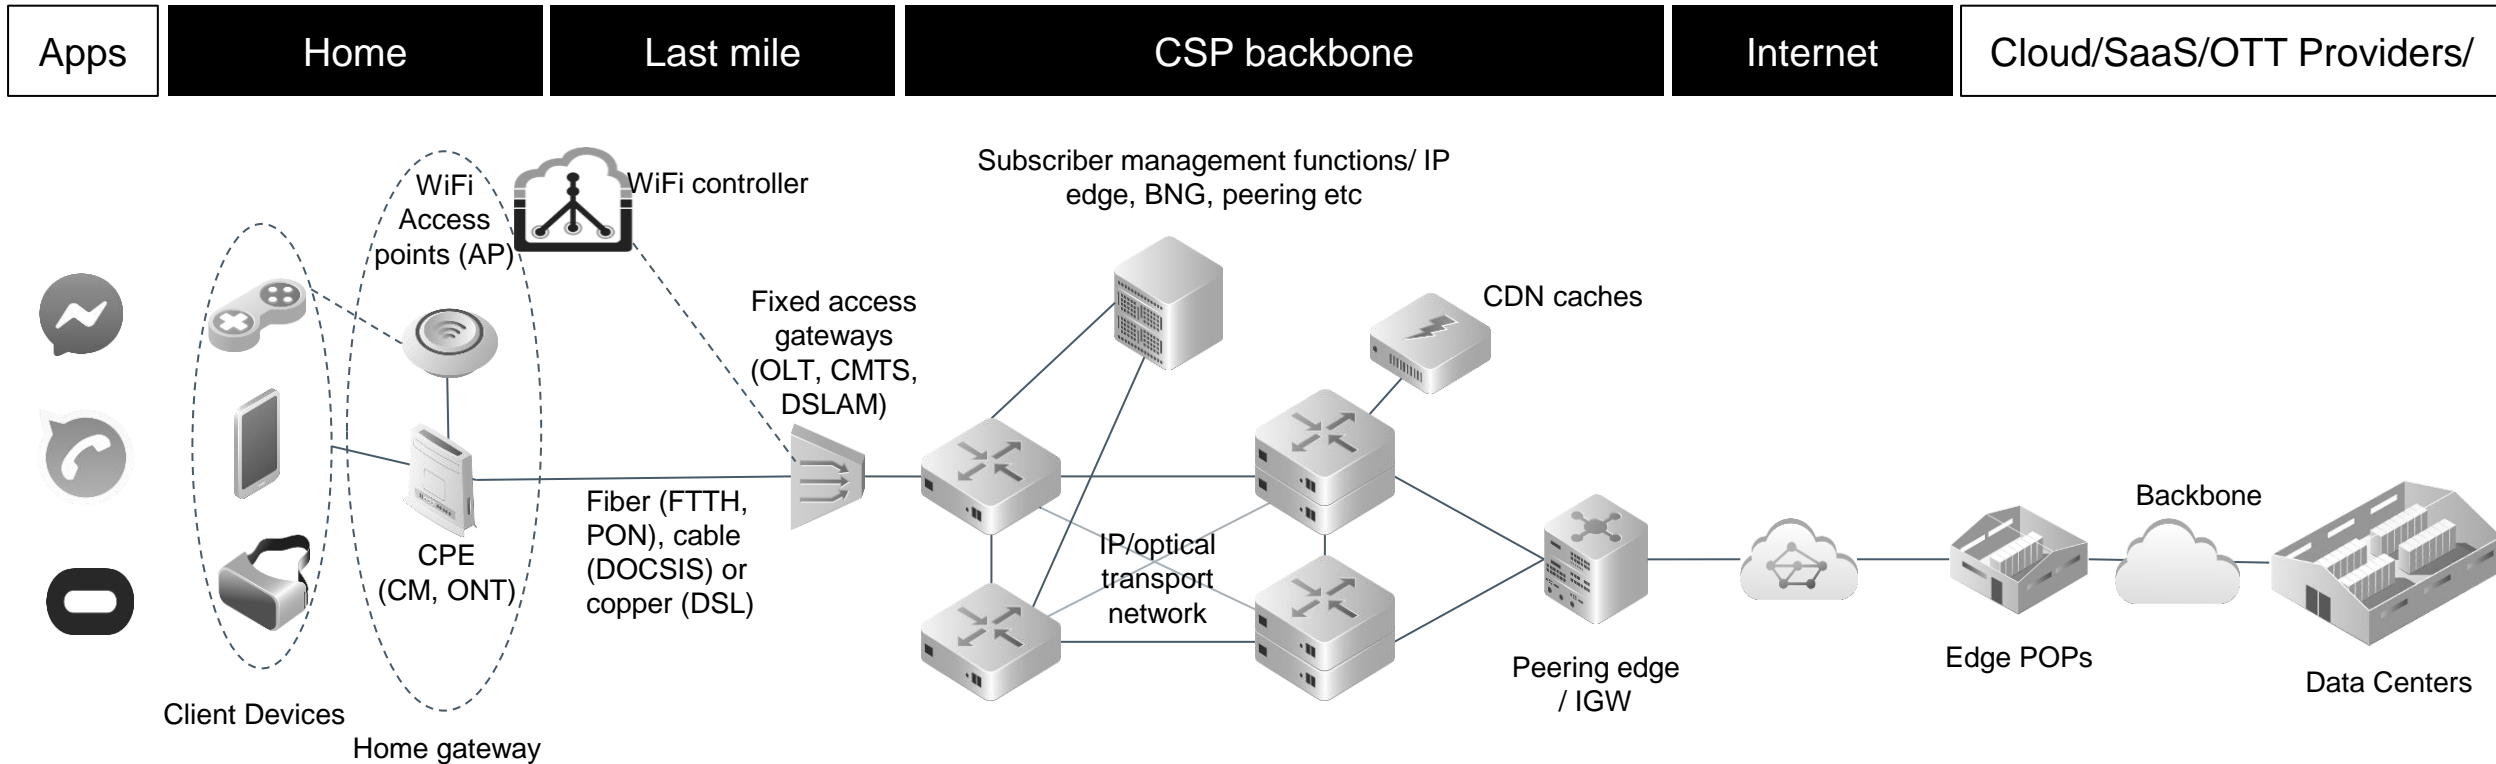 Apps
Home
Last mile
CSP backbone
Internet
Cloud/SaaS/OTT Providers/
WiFi
Access
points (AP)
WiFi controller
Subscriber management functions/ IP
edge, BNG, peering etc
Fixed access
gateways
(OLT, CMTS,
DSLAM)
CDN caches
Fiber (FTTH,
PON), cable
(DOCSIS) or
copper (DSL)
CPE
(CM, ONT)
IP/optical
transport
network
Backbone
Peering edge
/ IGW
Edge POPs
Data Centers
Client Devices
Home gateway